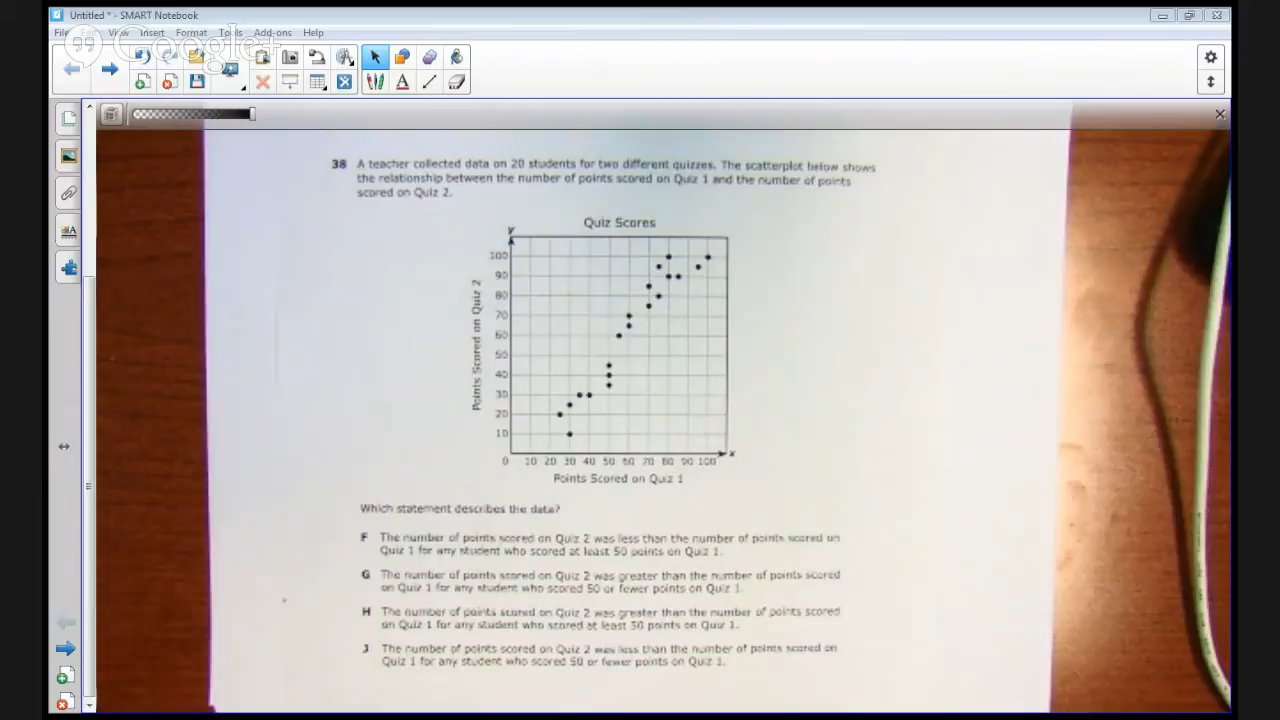 Untitled * - SMART Notebook
File Edit View Insert Format Tools Add-ons Help
Google+
38 A teacher collected data on 20 students for two different quizzes. The scatterplot below shows
the relationship between the number of points scored on Quiz 1 and the number of points
scored on Quiz 2.
Quiz Scores
y
100
90
80
70
60
50
40
30
20
10
Points Scored on Quiz 2
0 10 20 30 40 50 60 70 80 90 100 x
Points Scored on Quiz 1
Which statement describes the data?
F The number of points scored on Quiz 2 was less than the number of points scored on
Quiz 1 for any student who scored at least 50 points on Quiz 1.
G The number of points scored on Quiz 2 was greater than the number of points scored
on Quiz 1 for any student who scored 50 or fewer points on Quiz 1.
H The number of points scored on Quiz 2 was greater than the number of points scored
on Quiz 1 for any student who scored at least 50 points on Quiz 1.
J The number of points scored on Quiz 2 was less than the number of points scored on
Quiz 1 for any student who scored 50 or fewer points on Quiz 1.